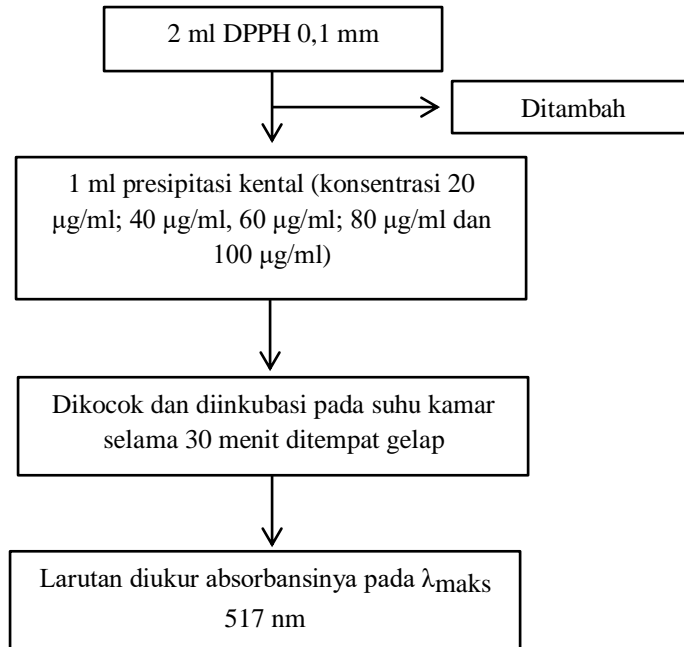 2 ml DPPH 0,1 mm
Ditambah
1 ml presipitasi kental (konsentrasi 20
μg/ml; 40 μg/ml, 60 μg/ml; 80 μg/ml dan
100 μg/ml)
Dikocok dan diinkubasi pada suhu kamar
selama 30 menit ditempat gelap
Larutan diukur absorbansinya pada λmaks
517 nm